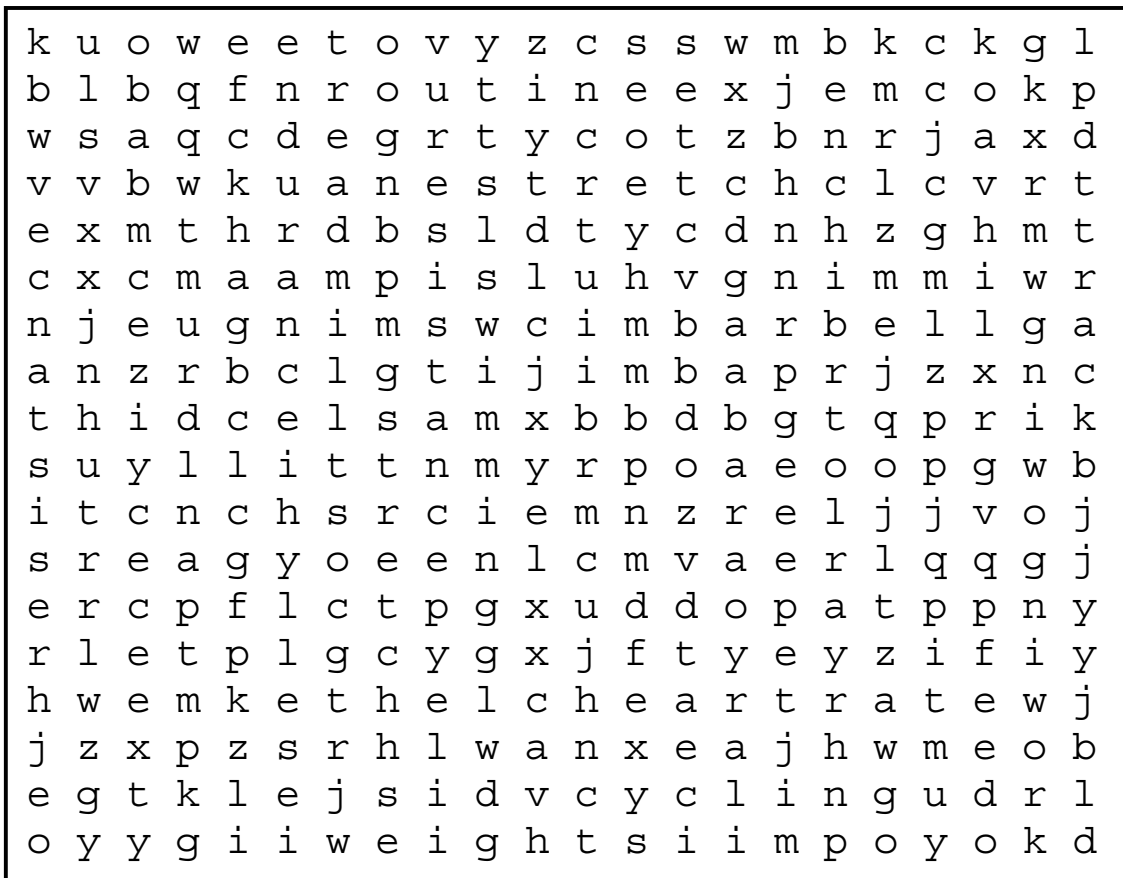 k u o w e e t o v y z c s s w m b k c k g l
b l b q f n r o u t i n e e x j e m c o k p
w s a q c d e g r t y c o t z b n r j a x d
v v b w k u a n e s t r e t c h c l c v r t
e x m t h r d b s l d t y c d n h z g h m t
c x c m a a m p i s l u h v g n i m m i w r
n j e u g n i m s w c i m b a r b e l l g a
a n z r b c l g t i j i m b a p r j z x n c
t h i d c e l s a m x b b d b g t q p r i k
s u y l l i t t n m y r p o a e o o p g w b
i t c n c h s r c i e m n z r e l j j v o j
s r e a g y o e e n l c m v a e r l q q g j
e r c p f l c t p g x u d d o p a t p p n y
r l e t p l g c y g x j f t y e y z i f i y
h w e m k e t h e l c h e a r t r a t e w j
j z x p z s r h l w a n x e a j h w m e o b
e g t k l e j s i d v c y c l i n g u d r l
o y y g i i w e i g h t s i i m p o y o k d